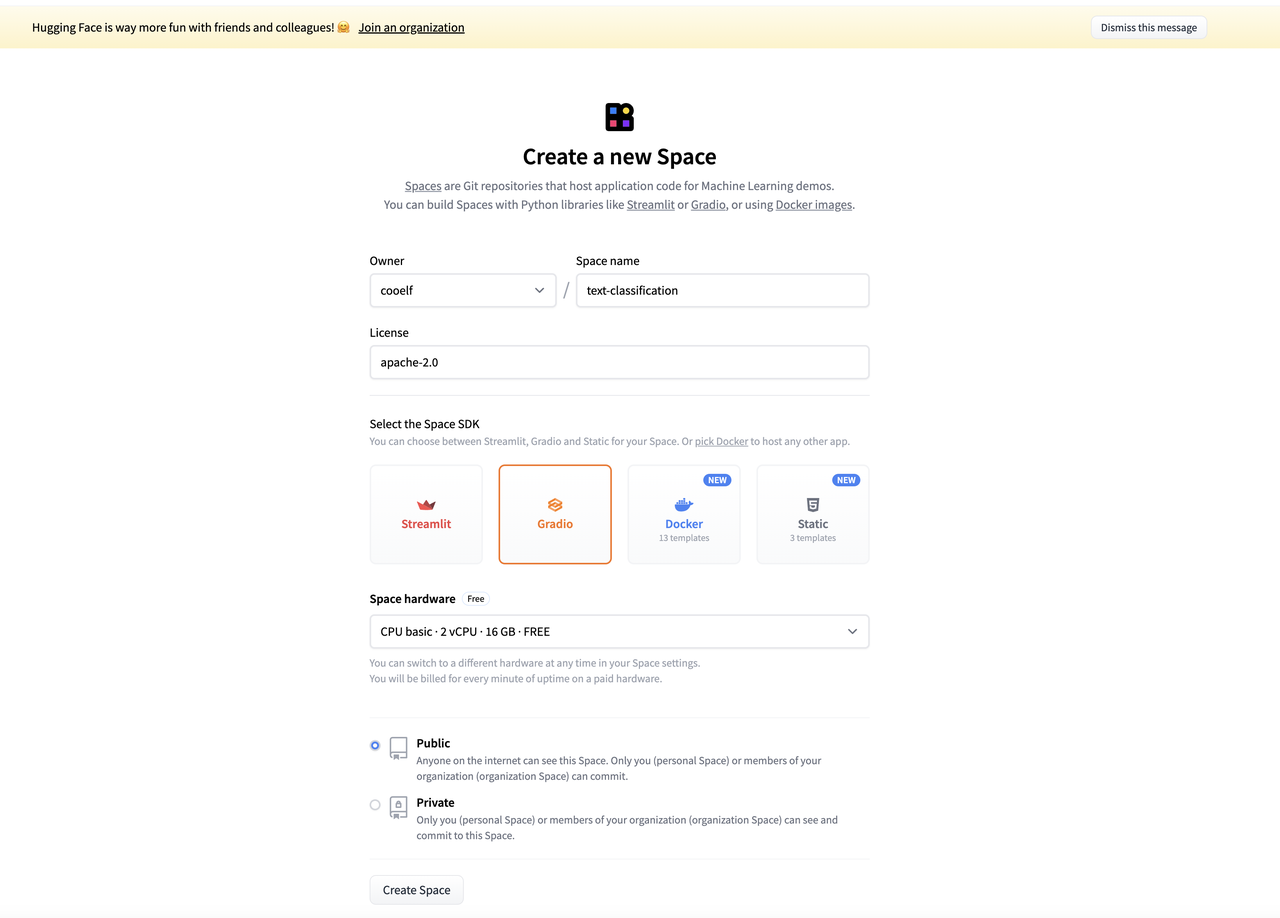 Hugging Face is way more fun with friends and colleagues! 🤗 Join an organization
Dismiss this message
Create a new Space
Spaces are Git repositories that host application code for Machine Learning demos.
You can build Spaces with Python libraries like Streamlit or Gradio, or using Docker images.
Owner
Space name
cooelf
/
text-classification
License
apache-2.0
Select the Space SDK
You can choose between Streamlit, Gradio and Static for your Space. Or pick Docker to host any other app.
Streamlit
Gradio
NEW
Docker
13 templates
NEW
Static
3 templates
Space hardware Free
CPU basic · 2 vCPU · 16 GB · FREE
You can switch to a different hardware at any time in your Space settings.
You will be billed for every minute of uptime on a paid hardware.
Public
Anyone on the internet can see this Space. Only you (personal Space) or members of your
organization (organization Space) can commit.
Private
Only you (personal Space) or members of your organization (organization Space) can see and
commit to this Space.
Create Space